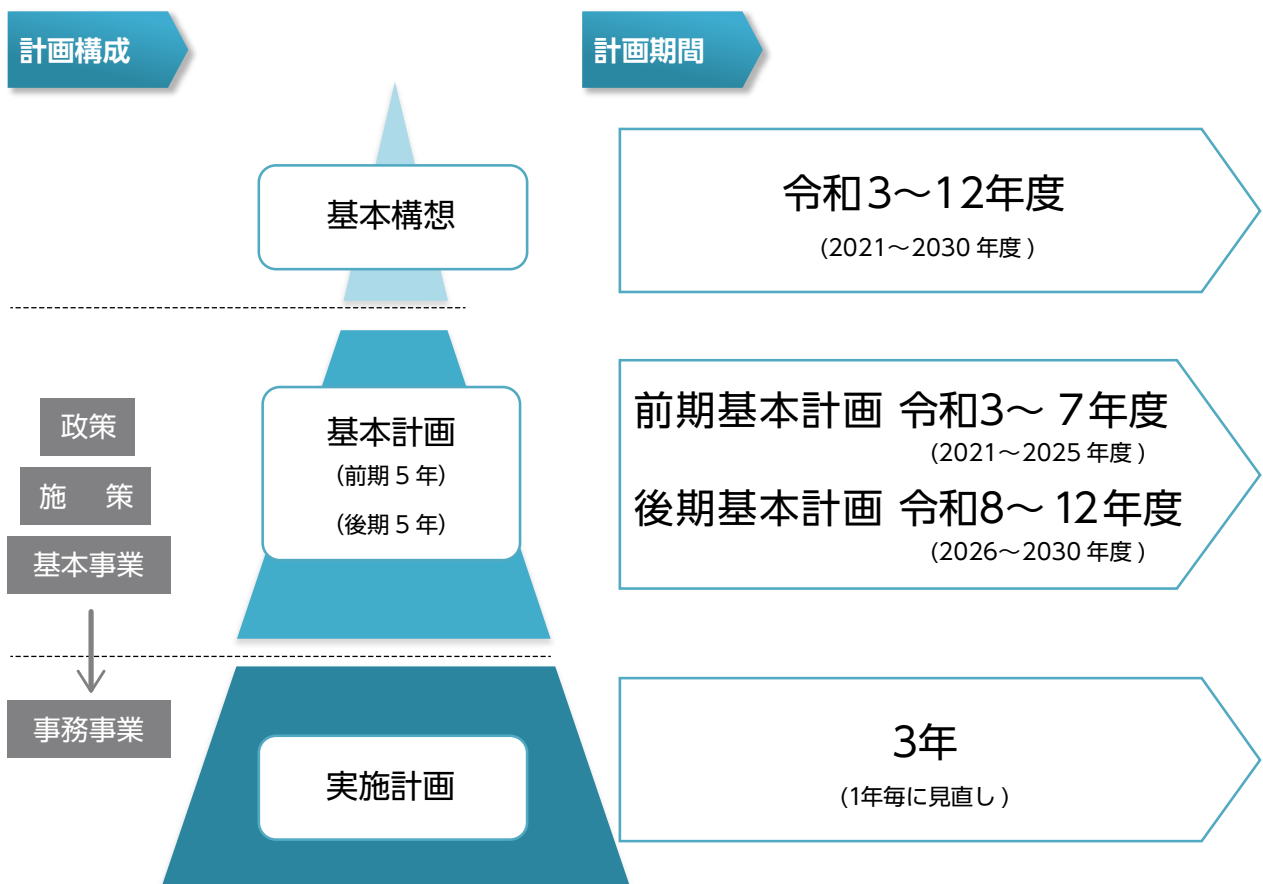 計画構成
計画期間
基本構想
令和3～12年度
(2021～2030 年度 )
政策
施　策
基本事業
事務事業
基本計画
(前期 5 年)
(後期 5 年)
前期基本計画 令和3～ 7年度
(2021～2025 年度 )
後期基本計画 令和8～ 12年度
(2026～2030 年度 )
実施計画
3年
(1年毎に見直し )